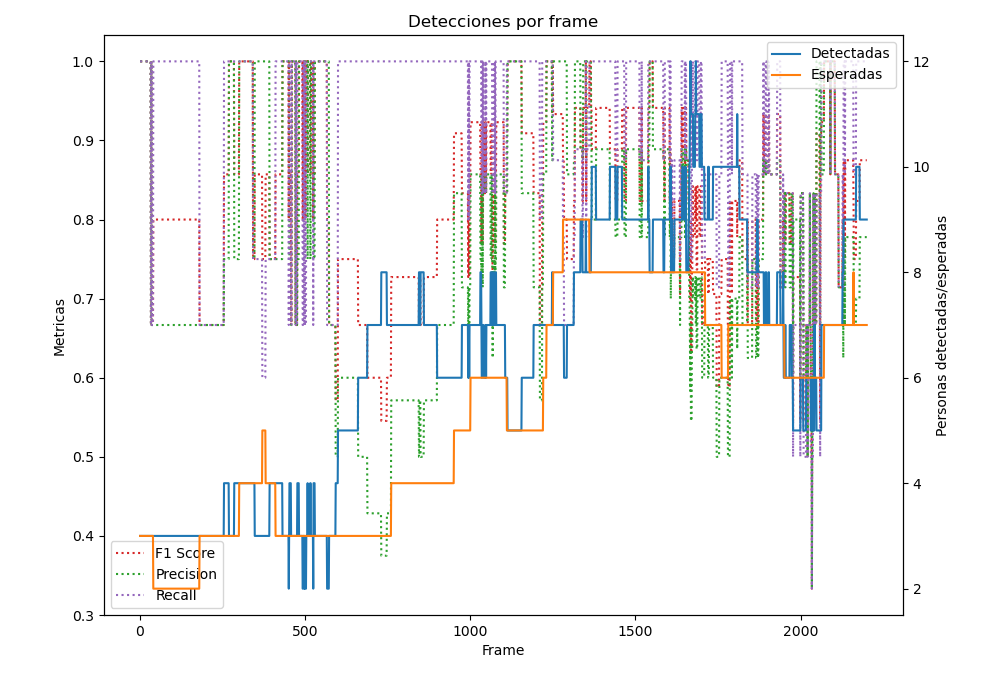 Detecciones por frame
Detectadas
Esperadas
1.0
0.9
0.8
0.7
0.6
0.5
0.4
0.3
Metricas
12
10
8
6
4
2
Personas detectadas/esperadas
F1 Score
Precision
Recall
0
500
1000
1500
2000
Frame